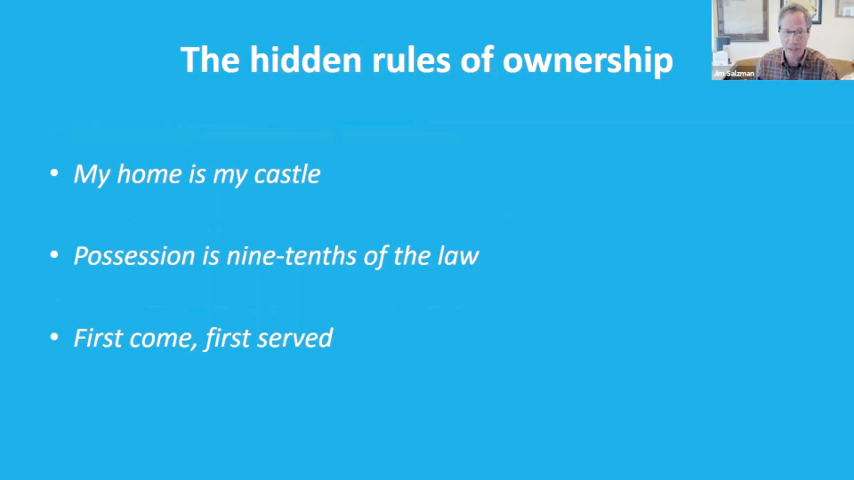 The hidden rules of ownership
Jim Salzman
• My home is my castle
• Possession is nine-tenths of the law
• First come, first served